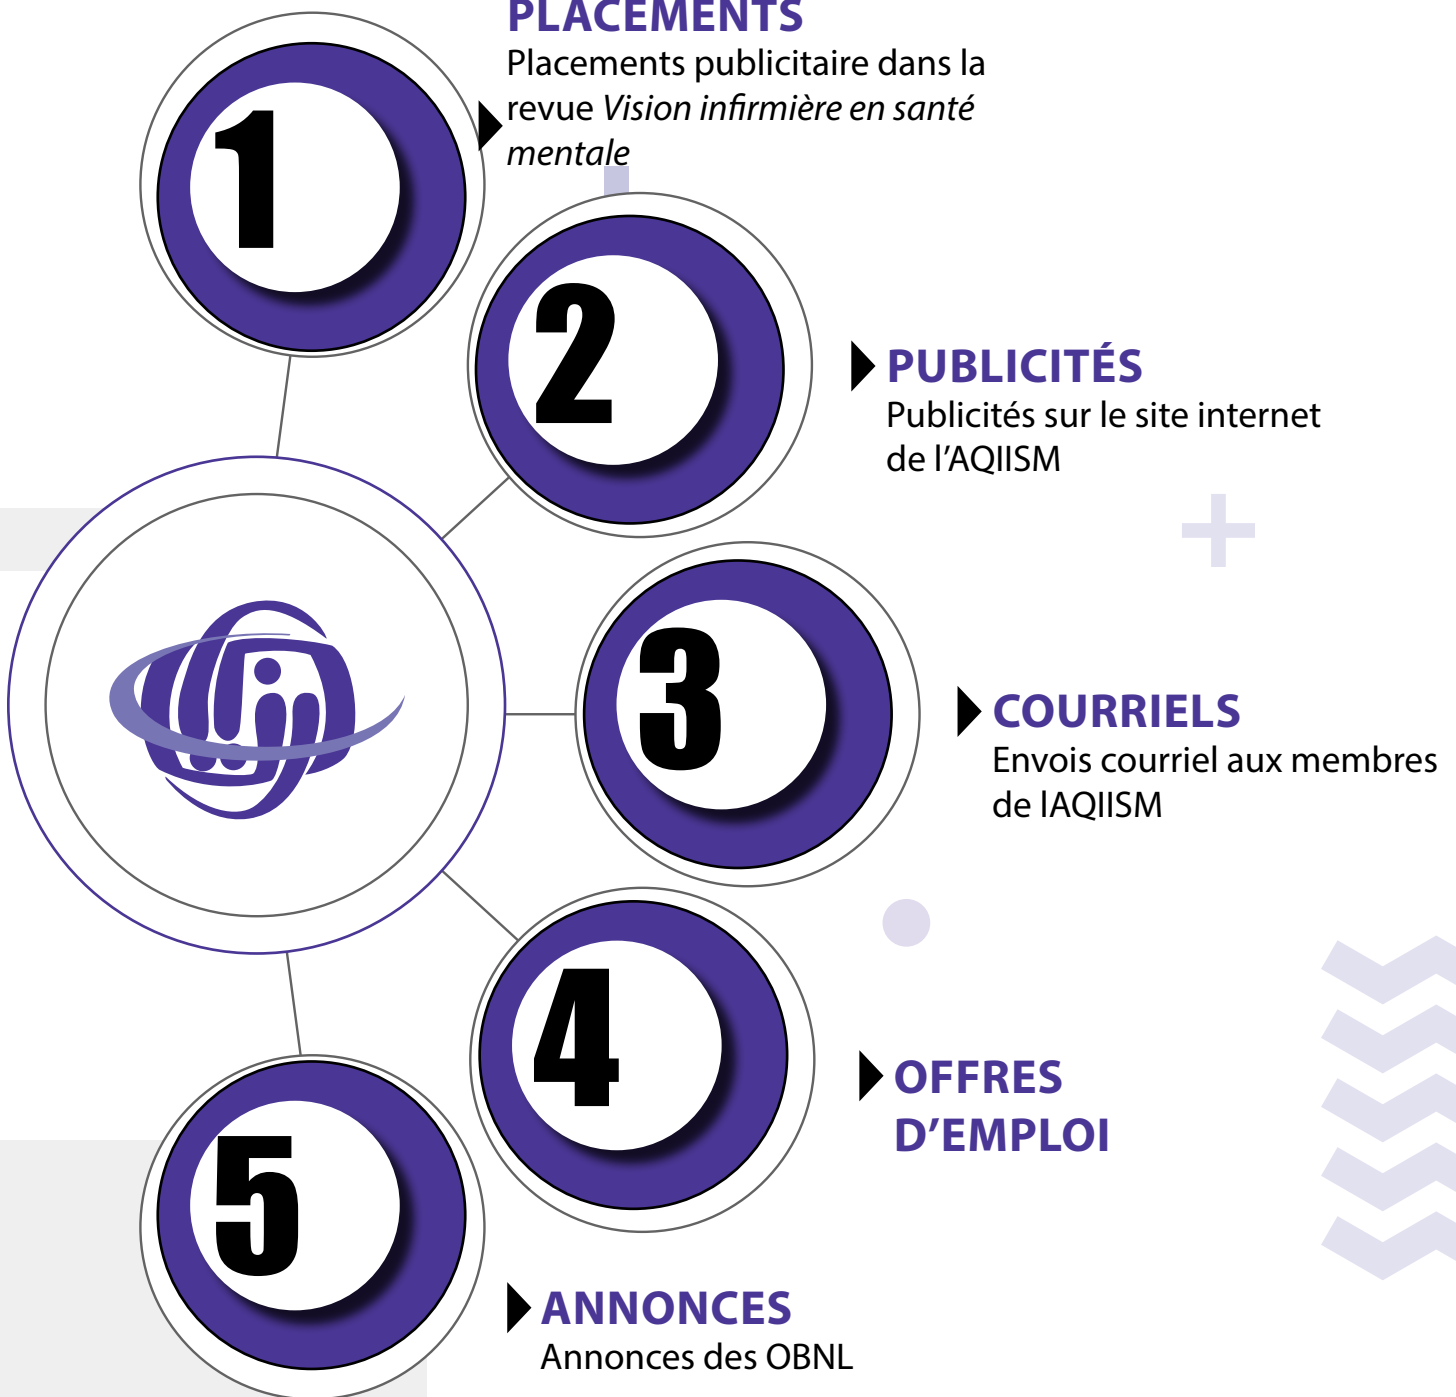 1
PLACEMENTS
Placements publicitaire dans la
revue Vision infirmière en santé
mentale
2
PUBLICITÉS
Publicités sur le site internet
de l’AQIISM
3
COURRIELS
Envois courriel aux membres
de lAQIISM
4
OFFRES
D’EMPLOI
5
ANNONCES
Annonces des OBNL